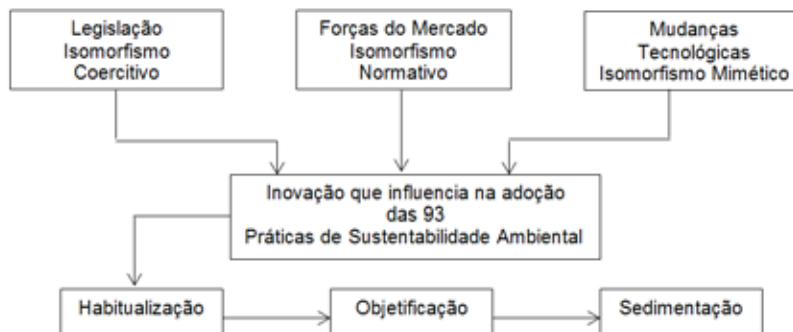 Legislação
Isomorfismo
Coercitivo
Forças do Mercado
Isomorfismo
Normativo
Mudanças
Tecnológicas
Isomorfismo Mimético
Inovação que influencia na adoção
das 93
Práticas de Sustentabilidade Ambiental
Habitualização
Objetificação
Sedimentação